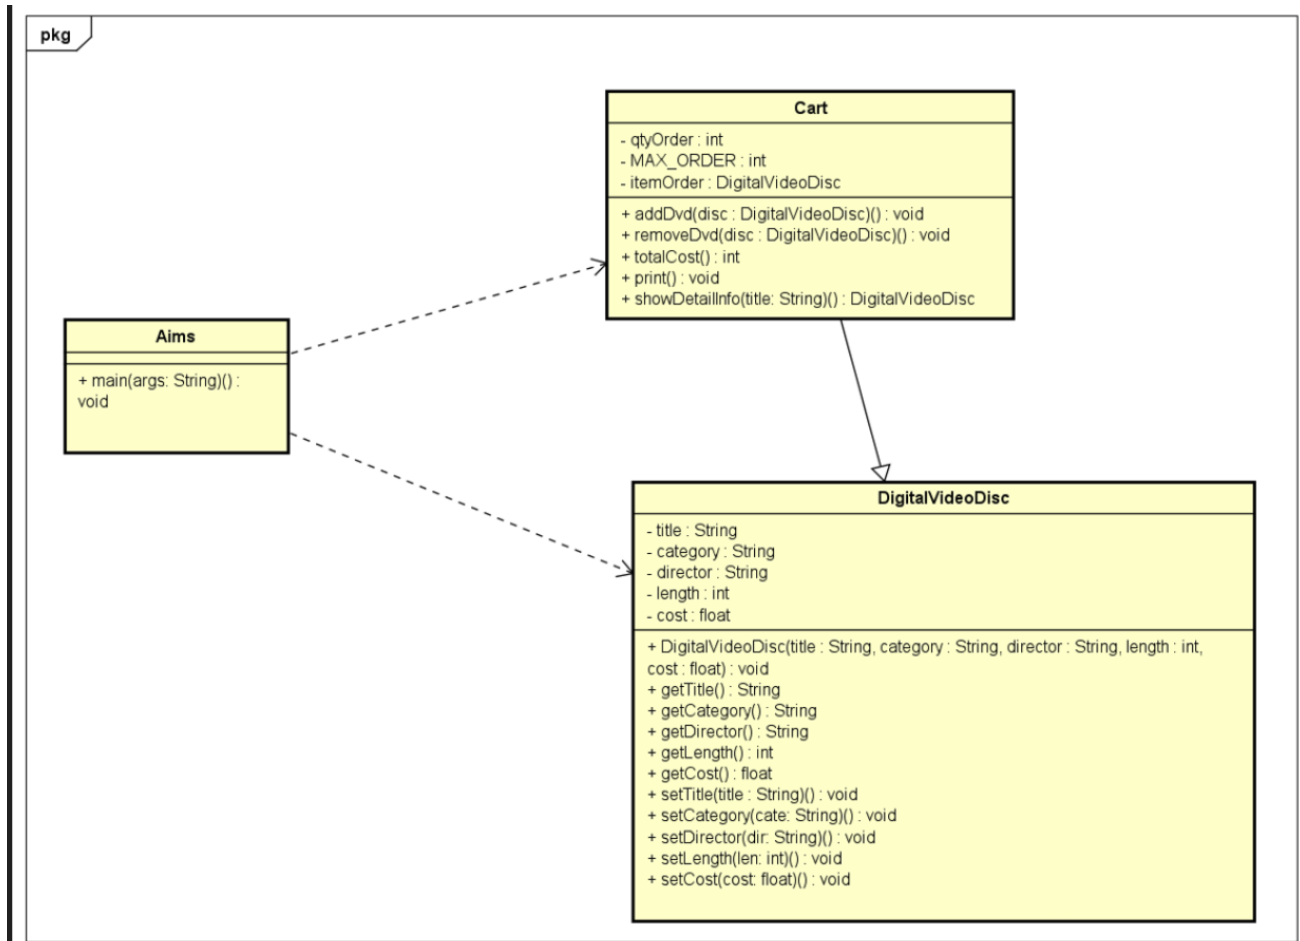 pkg
Cart
- qtyOrder : int
- MAX_ORDER : int
- itemOrder : DigitalVideoDisc
+ addDvd(disc : DigitalVideoDisc)() : void
+ removeDvd(disc : DigitalVideoDisc)() : void
+ totalCost() : int
+ print() : void
+ showDetailInfo(title: String)() : DigitalVideoDisc
Aims
+ main(args: String)() :
void
DigitalVideoDisc
- title : String
- category : String
- director : String
- length : int
- cost : float
+ DigitalVideoDisc(title : String, category : String, director : String, length : int,
cost : float) : void
+ getTitle() : String
+ getCategory() : String
+ getDirector() : String
+ getLength() : int
+ getCost() : float
+ setTitle(title : String)() : void
+ setCategory(cate: String)() : void
+ setDirector(dir: String)() : void
+ setLength(len: int)() : void
+ setCost(cost: float)() : void